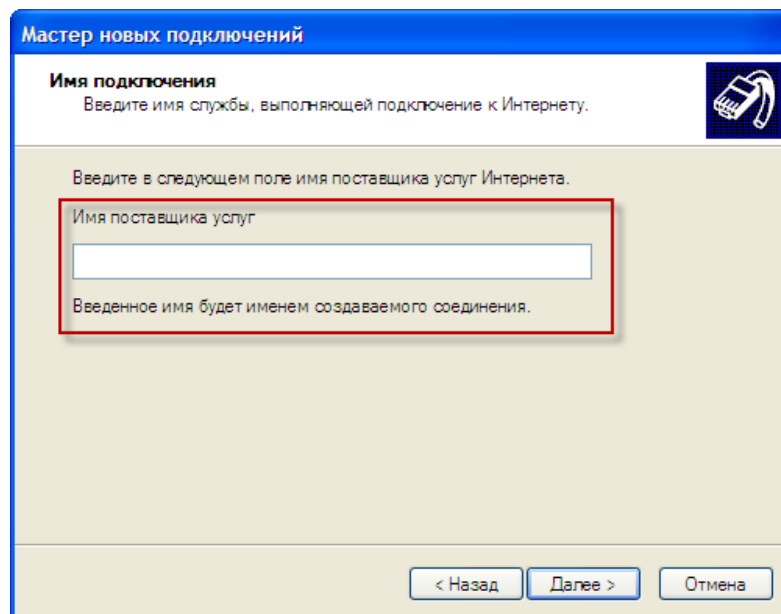 Мастер новых подключений
Имя подключения
Введите имя службы, выполняющей подключение к Интернету.
Введите в следующем поле имя поставщика услуг Интернета.
Имя поставщика услуг
Введенное имя будет именем создаваемого соединения.
< Назад Далее > Отмена